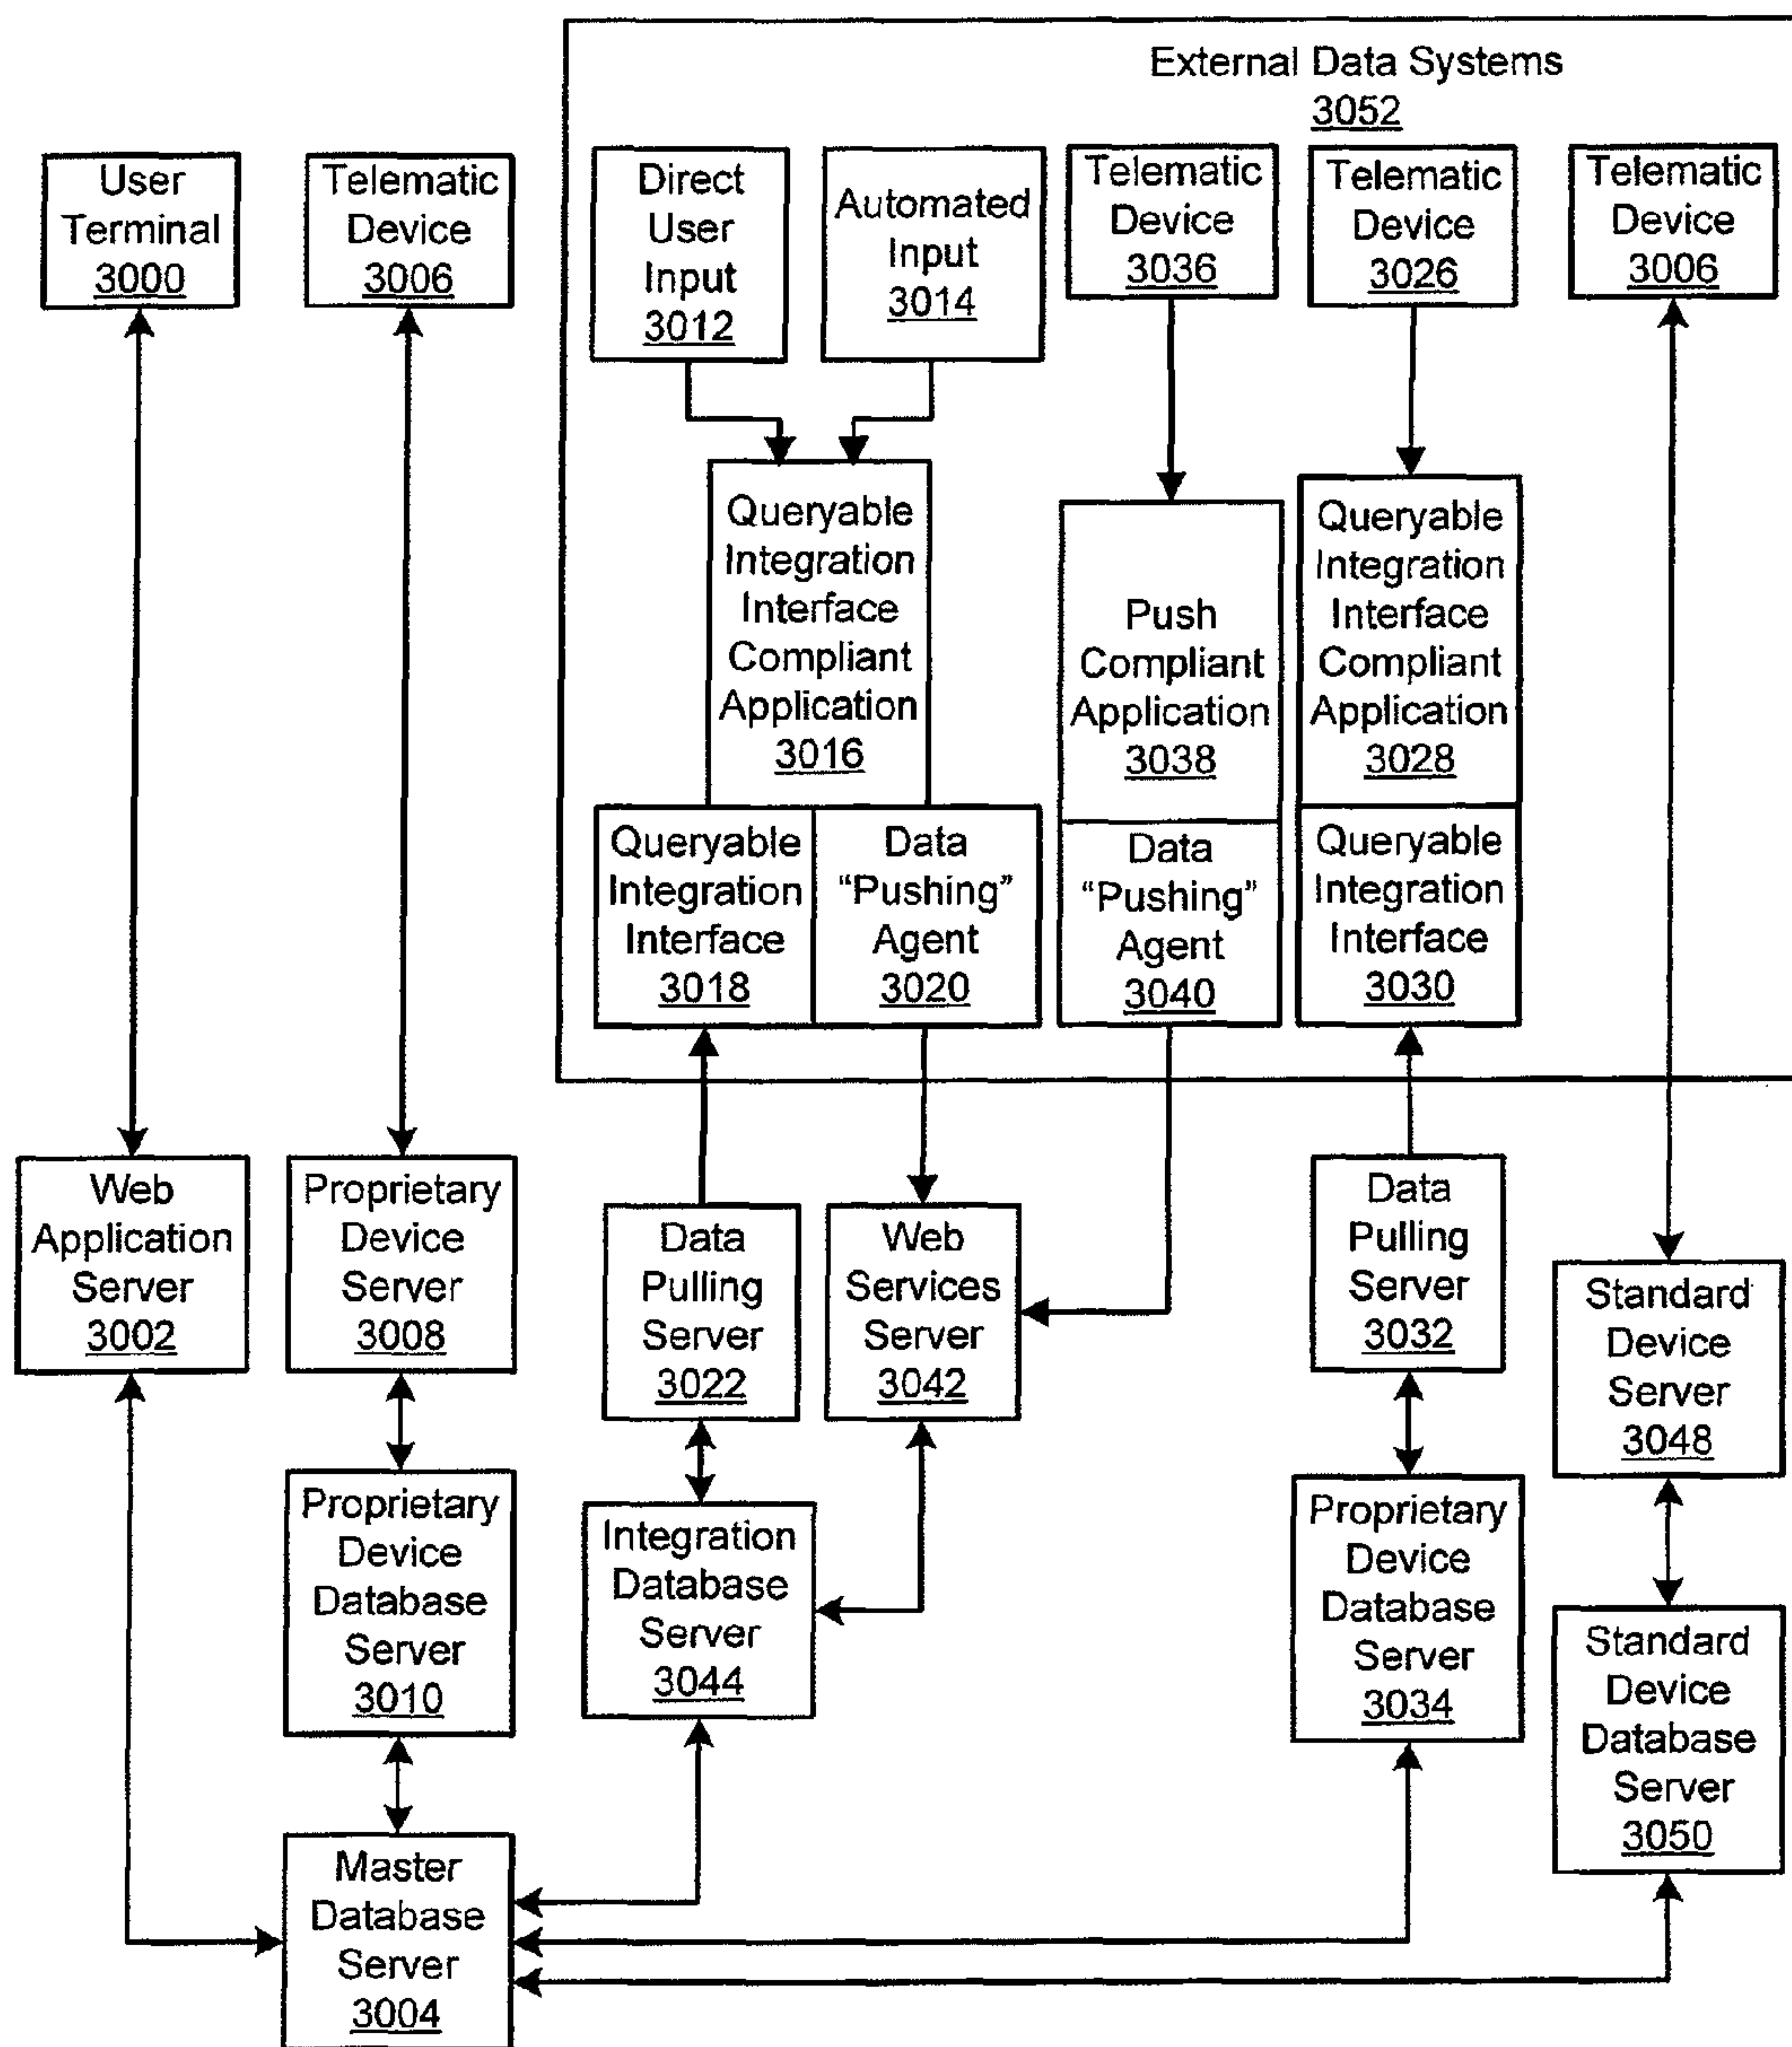 External Data Systems
3052
User
Terminal
3000
Telematic
Device
3006
Direct
User
Input
3012
Automated
Input
3014
Telematic
Device
3036
Telematic
Device
3026
Telematic
Device
3006
Queryable
Integration
Interface
Compliant
Application
3016
Push
Compliant
Application
3038
Queryable
Integration
Interface
Compliant
Application
3028
Queryable
Integration
Interface
3018
Data
“Pushing”
Agent
3020
Data
“Pushing”
Agent
3040
Queryable
Integration
Interface
3030
Web
Application
Server
3002
Proprietary
Device
Server
3008
Data
Pulling
Server
3022
Web
Services
Server
3042
Data
Pulling
Server
3032
Standard
Device
Server
3048
Proprietary
Device
Database
Server
3010
Integration
Database
Server
3044
Proprietary
Device
Database
Server
3034
Standard
Device
Database
Server
3050
Master
Database
Server
3004